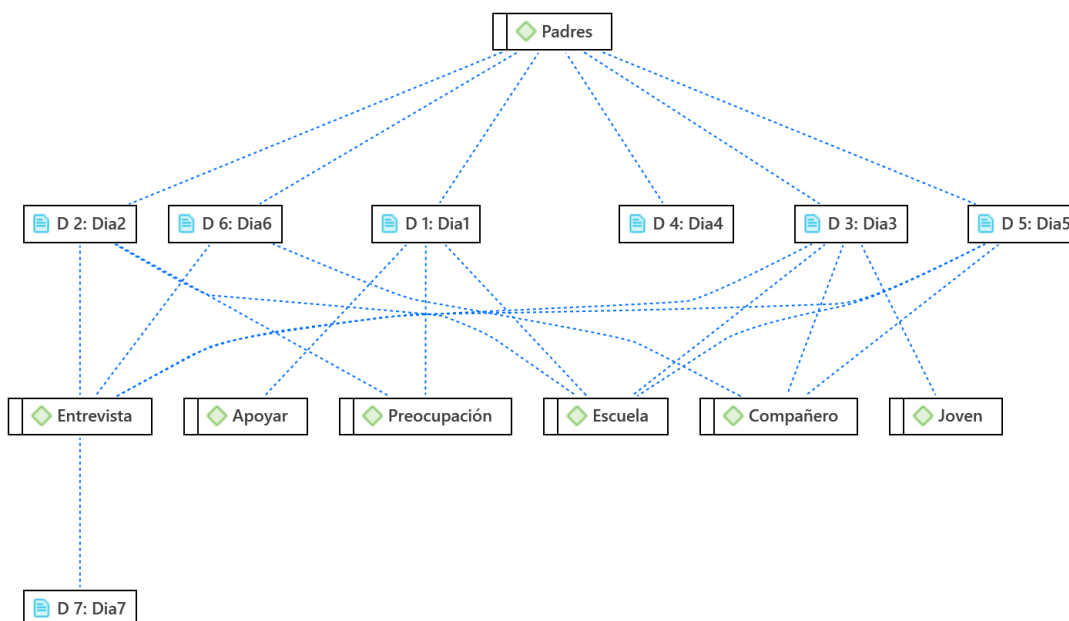 Padres
D 2: Dia2
D 6: Dia6
D 1: Dia1
D 4: Dia4
D 3: Dia3
D 5: Dia5
Entrevista
Apoyar
Preocupación
Escuela
Compañero
Joven
D 7: Dia7